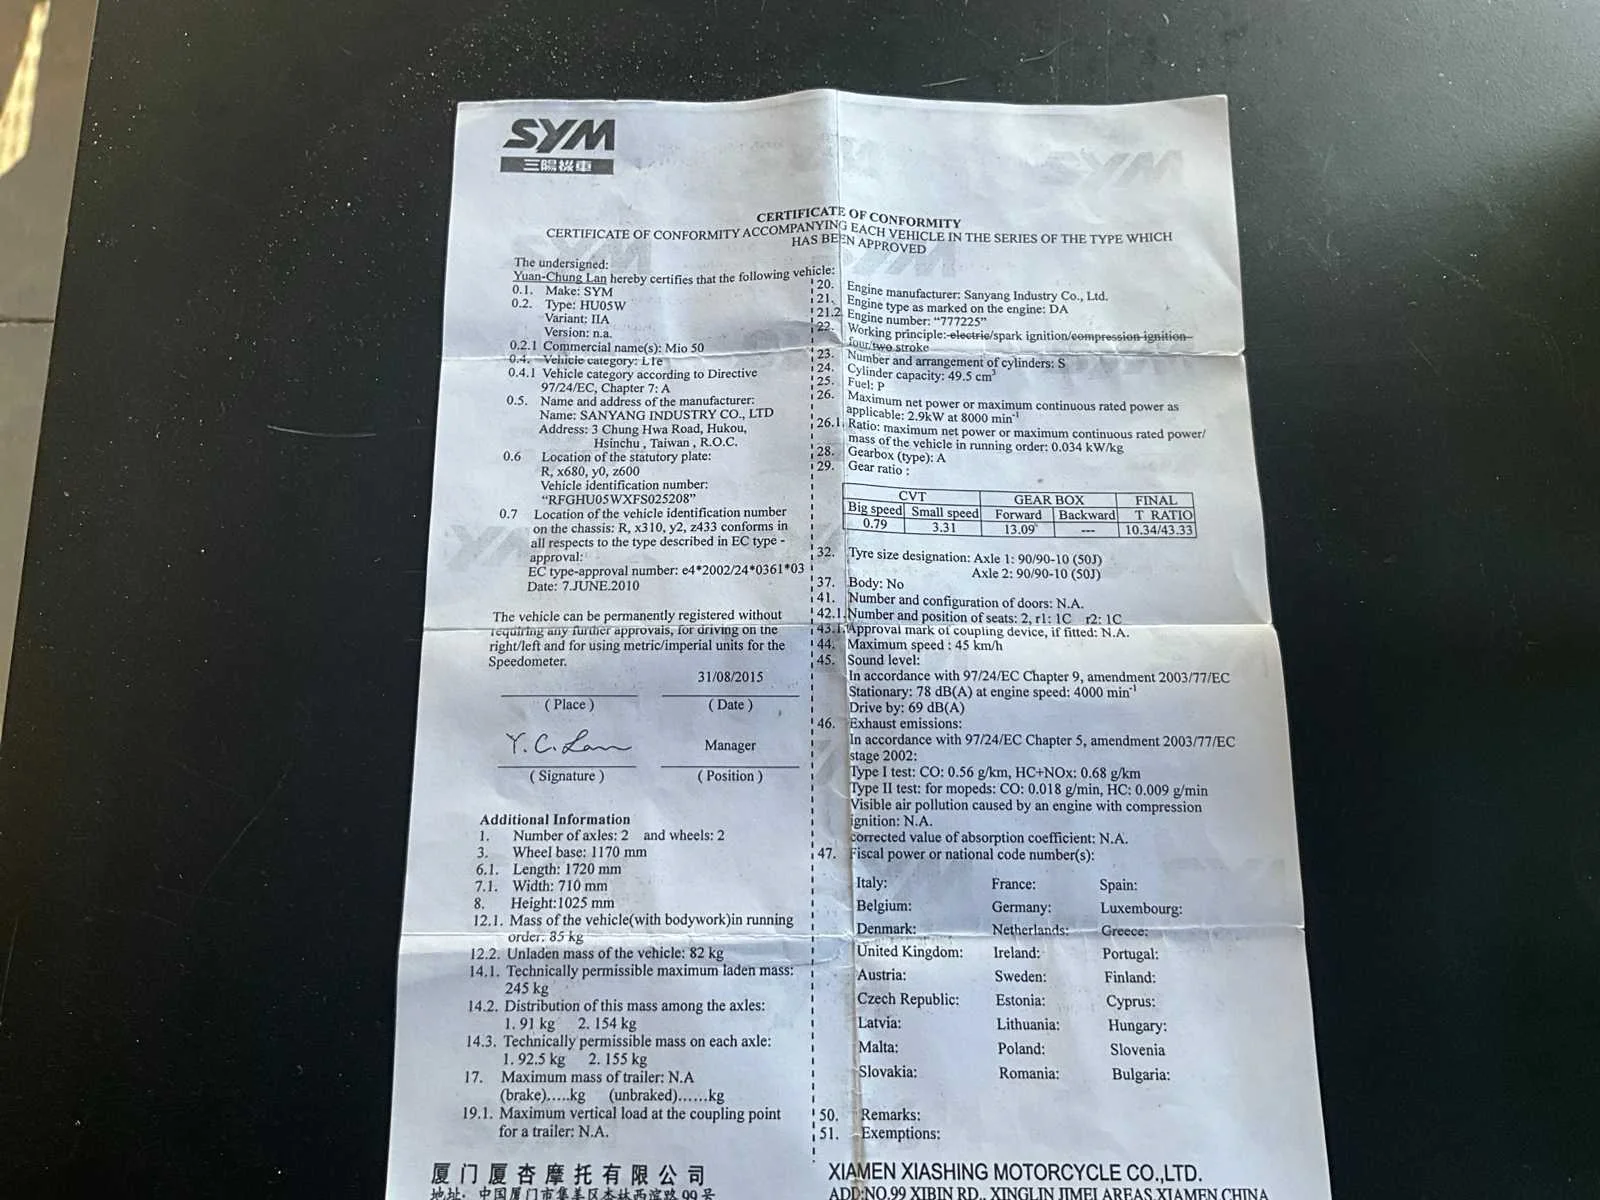 SYM
三陽機車
CERTIFICATE OF CONFORMITY
CERTIFICATE OF CONFORMITY ACCOMPANYING EACH VEHICLE IN THE SERIES OF THE TYPE WHICH
HAS BEEN APPROVED
The undersigned:
Yuan-Chung Lan hereby certifies that the following vehicle:
0.1. Make: SYM
0.2. Type: HU05W
Variant: IIA
Version: n.a.
0.2.1 Commercial name(s): Mio 50
0.4. Vehicle category: L1e
0.4.1 Vehicle category according to Directive
97/24/EC, Chapter 7: A
0.5. Name and address of the manufacturer:
Name: SANYANG INDUSTRY CO., LTD
Address: 3 Chung Hwa Road, Hukou,
Hsinchu , Taiwan , R.O.C.
0.6 Location of the statutory plate:
R, x680, y0, z600
Vehicle identification number:
“RFGHU05WXFS025208”
0.7 Location of the vehicle identification number
on the chassis: R, x310, y2, z433 conforms in
all respects to the type described in EC type -
approval:
EC type-approval number: e4*2002/24*0361*03
Date: 7.JUNE.2010
The vehicle can be permanently registered without
requiring any further approvals, for driving on the
right/left and for using metric/imperial units for the
Speedometer.
31/08/2015
( Place ) ( Date )
Y. C. Lan Manager
( Signature ) ( Position )
Additional Information
1. Number of axles: 2 and wheels: 2
3. Wheel base: 1170 mm
6.1. Length: 1720 mm
7.1. Width: 710 mm
8. Height:1025 mm
12.1. Mass of the vehicle(with bodywork)in running
order: 85 kg
12.2. Unladen mass of the vehicle: 82 kg
14.1. Technically permissible maximum laden mass:
245 kg
14.2. Distribution of this mass among the axles:
1. 91 kg 2. 154 kg
14.3. Technically permissible mass on each axle:
1. 92.5 kg 2. 155 kg
17. Maximum mass of trailer: N.A
(brake).....kg (unbraked)......kg
19.1. Maximum vertical load at the coupling point
for a trailer: N.A.
20. Engine manufacturer: Sanyang Industry Co., Ltd.
21. Engine type as marked on the engine: DA
21.2. Engine number: “777225”
22. Working principle: electric/spark ignition/compression ignition
four/two stroke
23. Number and arrangement of cylinders: S
24. Cylinder capacity: 49.5 cm³
25. Fuel: P
26. Maximum net power or maximum continuous rated power as
applicable: 2.9kW at 8000 min⁻¹
26.1. Ratio: maximum net power or maximum continuous rated power/
mass of the vehicle in running order: 0.034 kW/kg
28. Gearbox (type): A
29. Gear ratio :
CVT GEAR BOX FINAL
Big speed Small speed Forward Backward T RATIO
0.79 3.31 13.09 --- 10.34/43.33
32. Tyre size designation: Axle 1: 90/90-10 (50J)
Axle 2: 90/90-10 (50J)
37. Body: No
41. Number and configuration of doors: N.A.
42.1. Number and position of seats: 2, r1: 1C r2: 1C
43.1. Approval mark of coupling device, if fitted: N.A.
44. Maximum speed : 45 km/h
45. Sound level:
In accordance with 97/24/EC Chapter 9, amendment 2003/77/EC
Stationary: 78 dB(A) at engine speed: 4000 min⁻¹
Drive by: 69 dB(A)
46. Exhaust emissions:
In accordance with 97/24/EC Chapter 5, amendment 2003/77/EC
stage 2002:
Type I test: CO: 0.56 g/km, HC+NOx: 0.68 g/km
Type II test: for mopeds: CO: 0.018 g/min, HC: 0.009 g/min
Visible air pollution caused by an engine with compression
ignition: N.A.
corrected value of absorption coefficient: N.A.
47. Fiscal power or national code number(s):
Italy: France: Spain:
Belgium: Germany: Luxembourg:
Denmark: Netherlands: Greece:
United Kingdom: Ireland: Portugal:
Austria: Sweden: Finland:
Czech Republic: Estonia: Cyprus:
Latvia: Lithuania: Hungary:
Malta: Poland: Slovenia
Slovakia: Romania: Bulgaria:
50. Remarks:
51. Exemptions:
厦门厦杏摩托有限公司
地址: 中国厦门市集美区杏林西滨路99号
XIAMEN XIASHING MOTORCYCLE CO.,LTD.
ADD:NO.99 XIBIN RD., XINGLIN JIMEI AREAS,XIAMEN CHINA